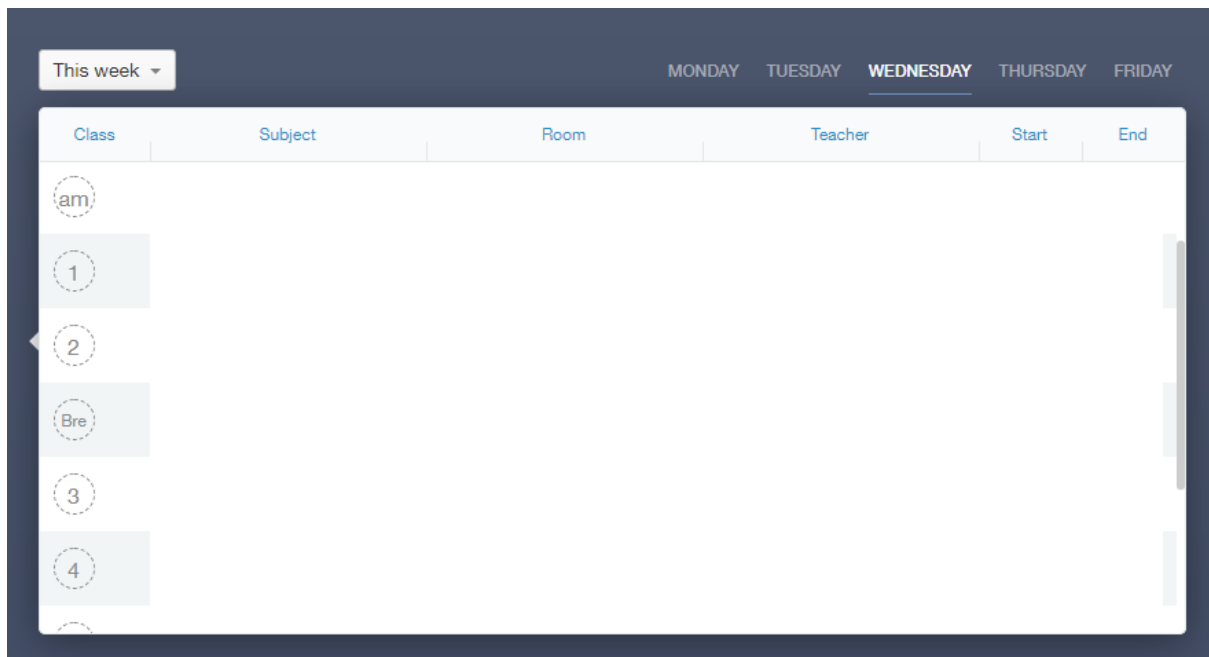 This week MONDAY TUESDAY WEDNESDAY THURSDAY FRIDAY
Class Subject Room Teacher Start End
am
1
2
Bre
3
4